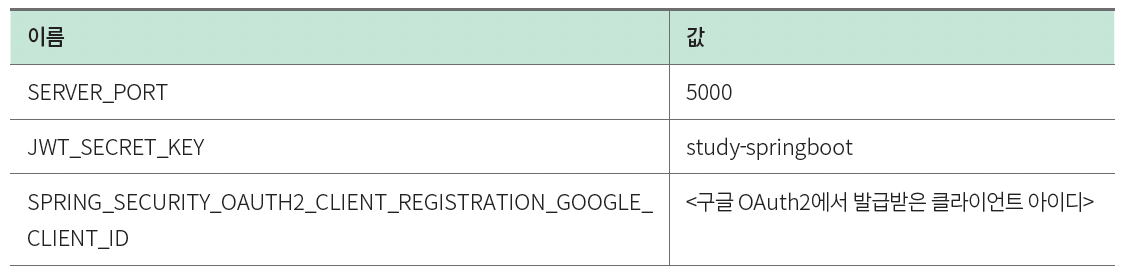 이름 값
SERVER_PORT 5000
JWT_SECRET_KEY study-springboot
SPRING_SECURITY_OAUTH2_CLIENT_REGISTRATION_GOOGLE_ <구글 OAuth2에서 발급받은 클라이언트 아이디>
CLIENT_ID